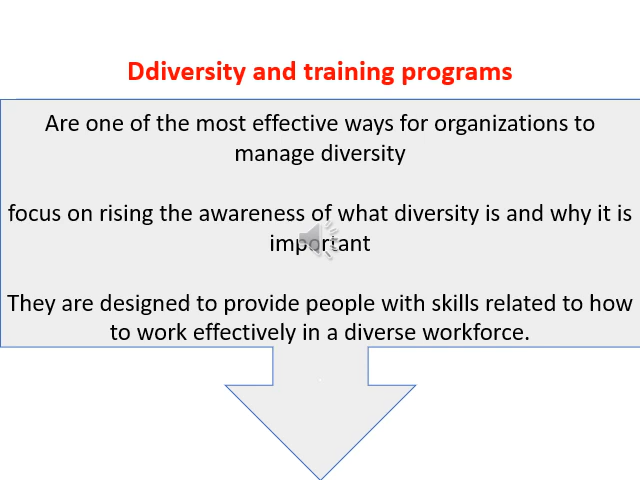 Ddiversity and training programs
Are one of the most effective ways for organizations to
manage diversity
focus on rising the awareness of what diversity is and why it is
important
They are designed to provide people with skills related to how
to work effectively in a diverse workforce.